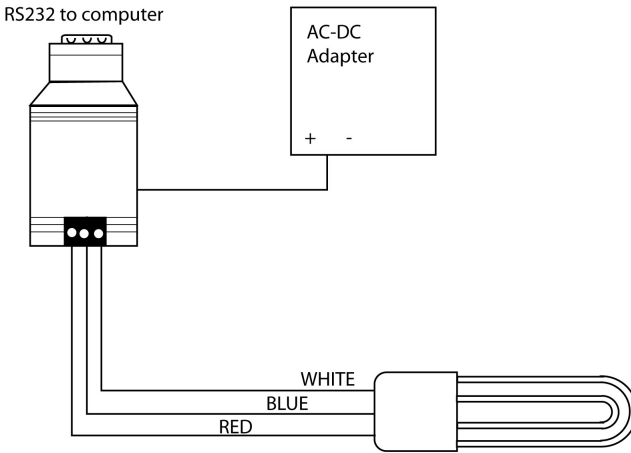 RS232 to computer
AC-DC
Adapter
+ -
WHITE
BLUE
RED